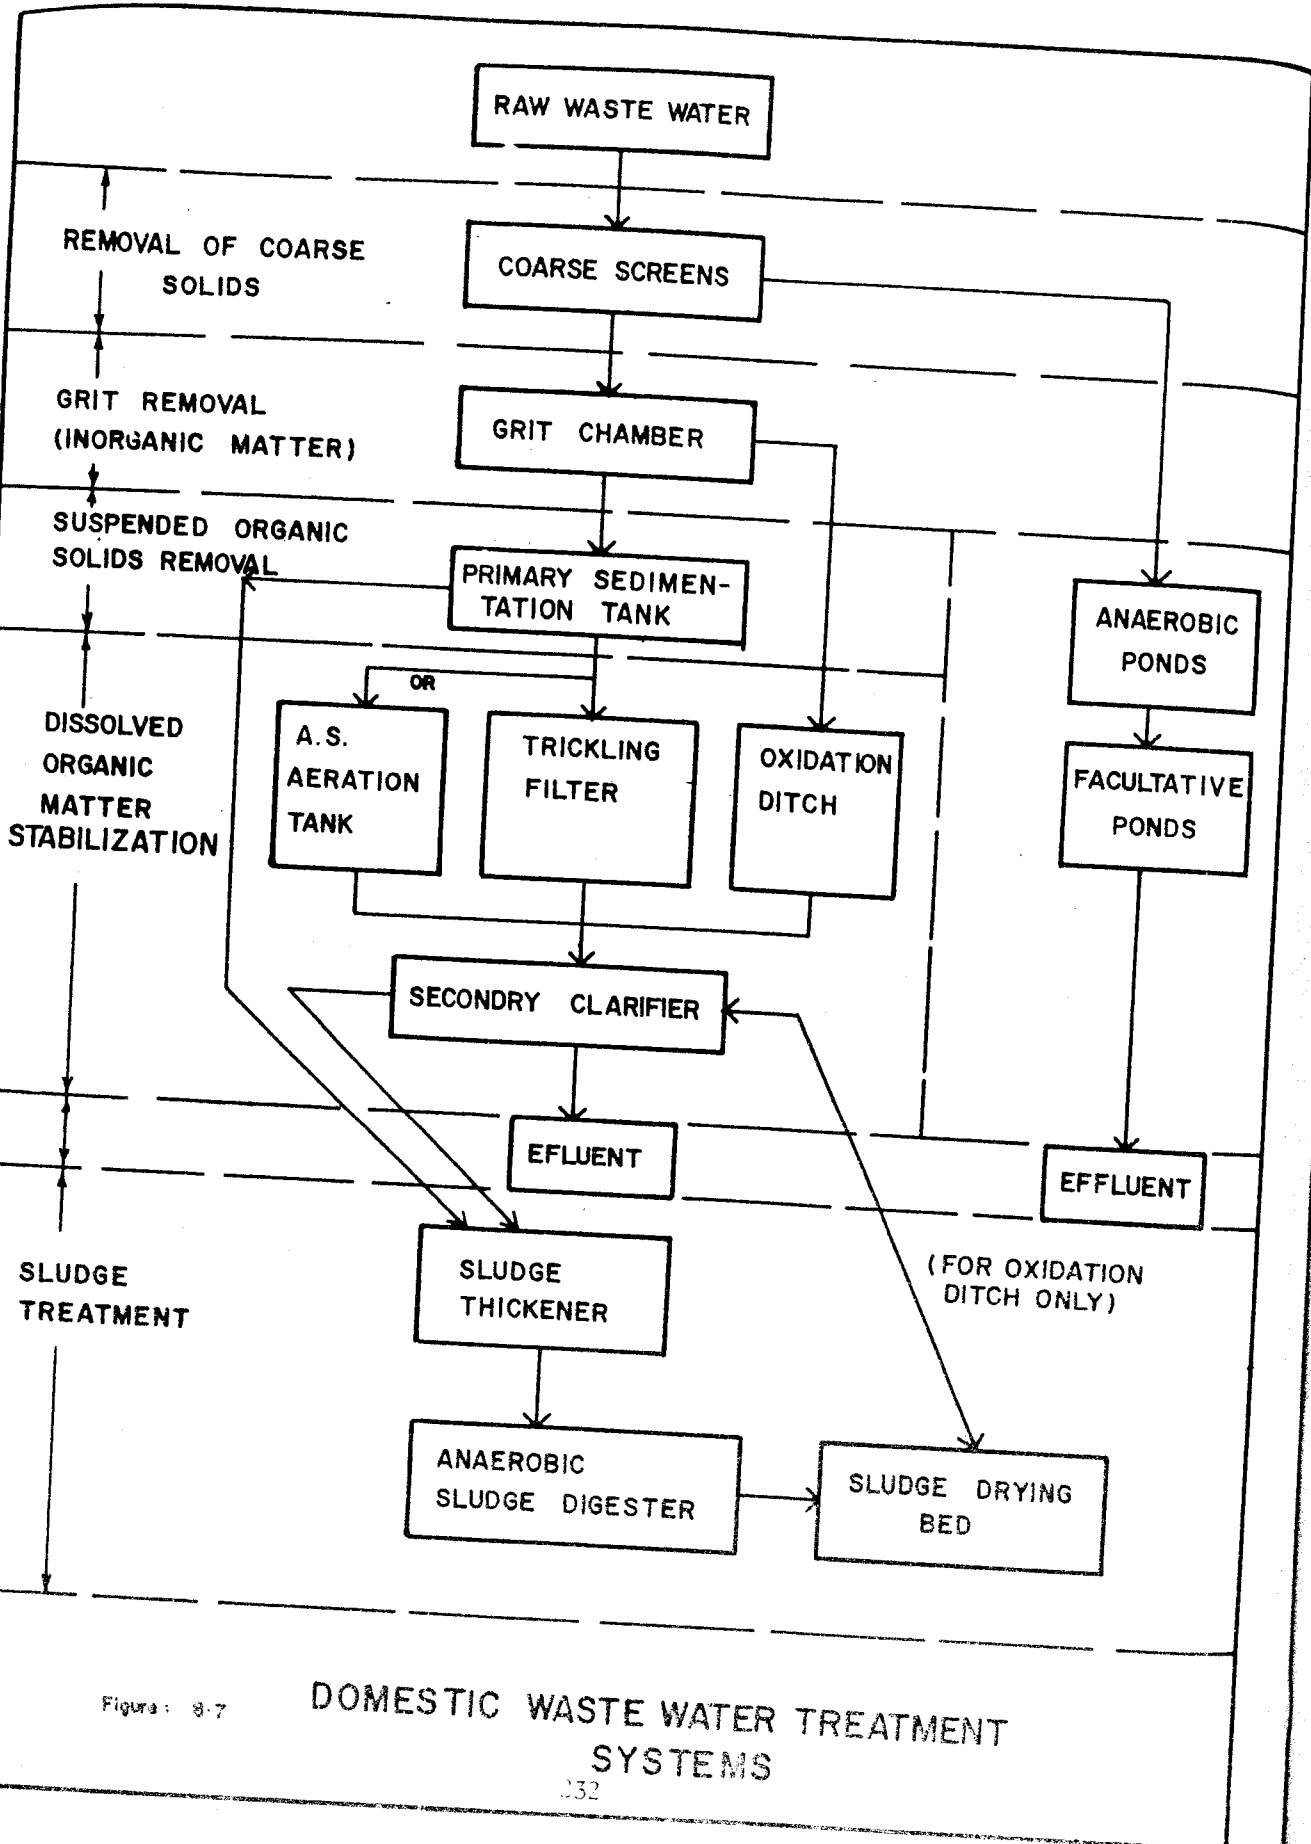 RAW WASTE WATER
REMOVAL OF COARSE
SOLIDS
COARSE SCREENS
GRIT REMOVAL
(INORGANIC MATTER)
GRIT CHAMBER
SUSPENDED ORGANIC
SOLIDS REMOVAL
PRIMARY SEDIMEN-
TATION TANK
ANAEROBIC
PONDS
OR
DISSOLVED
ORGANIC
MATTER
STABILIZATION
A.S.
AERATION
TANK
TRICKLING
FILTER
OXIDATION
DITCH
FACULTATIVE
PONDS
SECONDRY CLARIFIER
EFLUENT
EFFLUENT
SLUDGE
TREATMENT
SLUDGE
THICKENER
(FOR OXIDATION
DITCH ONLY)
ANAEROBIC
SLUDGE DIGESTER
SLUDGE DRYING
BED
Figure: 8-7
DOMESTIC WASTE WATER TREATMENT
SYSTEMS